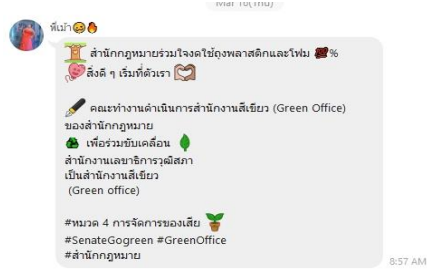 พี่เม้า
สำนักกฎหมายร่วมใจงดใช้ถุงพลาสติกและโฟม %
สิ่งดี ๆ เริ่มที่ตัวเรา
คณะทำงานดำเนินการสำนักงานสีเขียว (Green Office)
ของสำนักกฎหมาย
เพื่อร่วมขับเคลื่อน
สำนักงานเลขาธิการวุฒิสภา
เป็นสำนักงานสีเขียว
(Green office)
#หมวด 4 การจัดการของเสีย
#SenateGogreen #GreenOffice
#สำนักกฎหมาย
8:57 AM